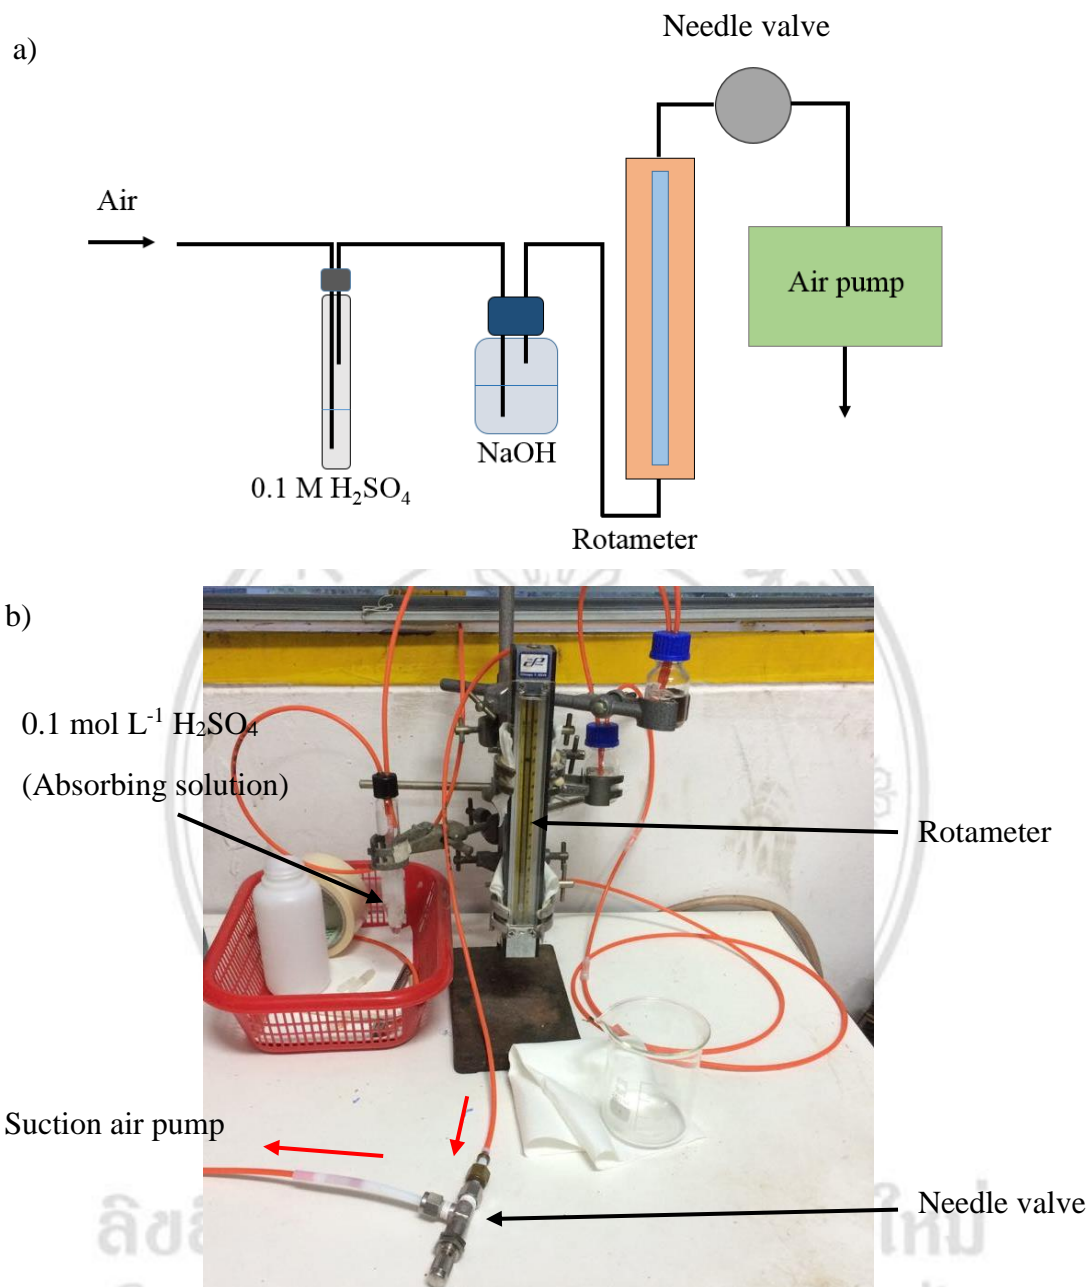 a)
Needle valve
Air
Air pump
NaOH
0.1 M H₂SO₄
Rotameter
b)
0.1 mol L⁻¹ H₂SO₄
(Absorbing solution)
Rotameter
Suction air pump
Needle valve